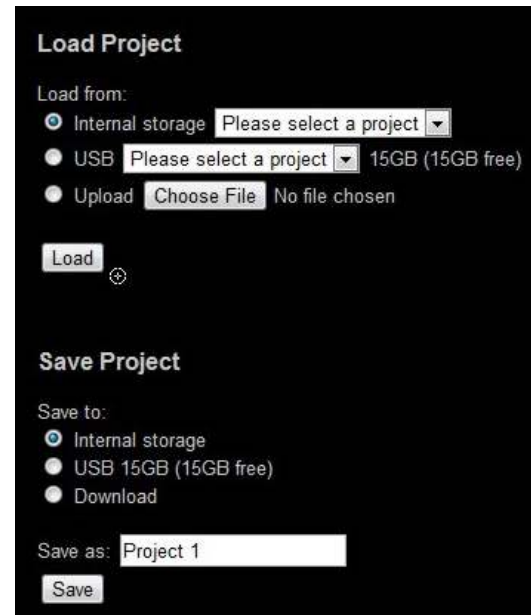 Load Project
Load from:
Internal storage Please select a project
USB Please select a project 15GB (15GB free)
Upload Choose File No file chosen
Load
Save Project
Save to:
Internal storage
USB 15GB (15GB free)
Download
Save as: Project 1
Save